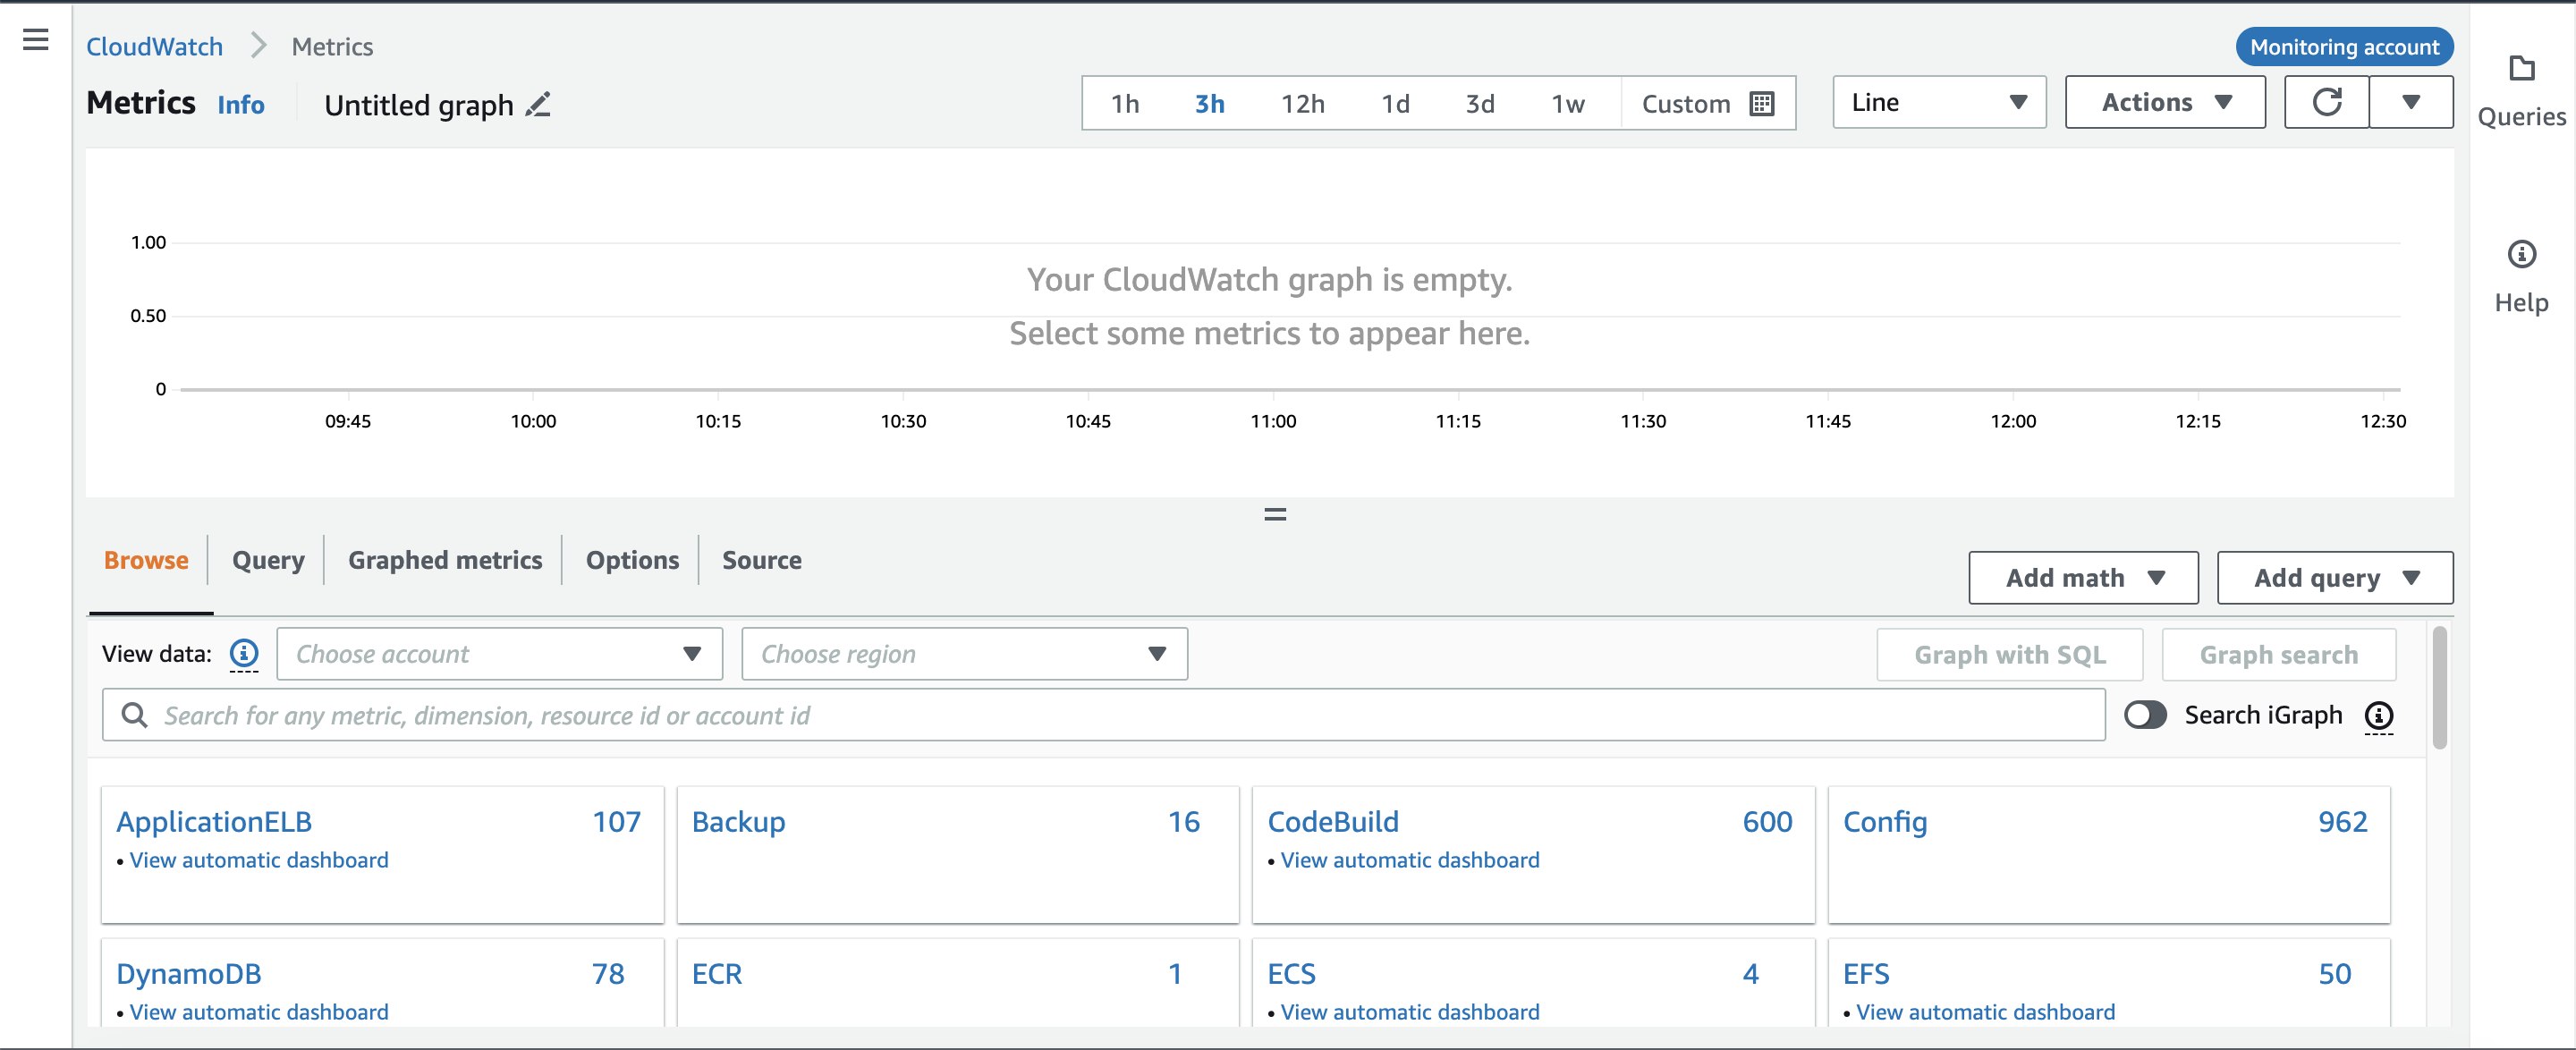 CloudWatch > Metrics
Monitoring account
Metrics Info Untitled graph
1h 3h 12h 1d 3d 1w Custom
Line
Actions
Queries
Help
1.00
0.50
0
Your CloudWatch graph is empty.
Select some metrics to appear here.
09:45 10:00 10:15 10:30 10:45 11:00 11:15 11:30 11:45 12:00 12:15 12:30
Browse Query Graphed metrics Options Source
Add math Add query
View data: Choose account Choose region Graph with SQL Graph search
Search for any metric, dimension, resource id or account id
Search iGraph
ApplicationELB 107
• View automatic dashboard
Backup 16
CodeBuild 600
• View automatic dashboard
Config 962
DynamoDB 78
• View automatic dashboard
ECR 1
ECS 4
• View automatic dashboard
EFS 50
• View automatic dashboard